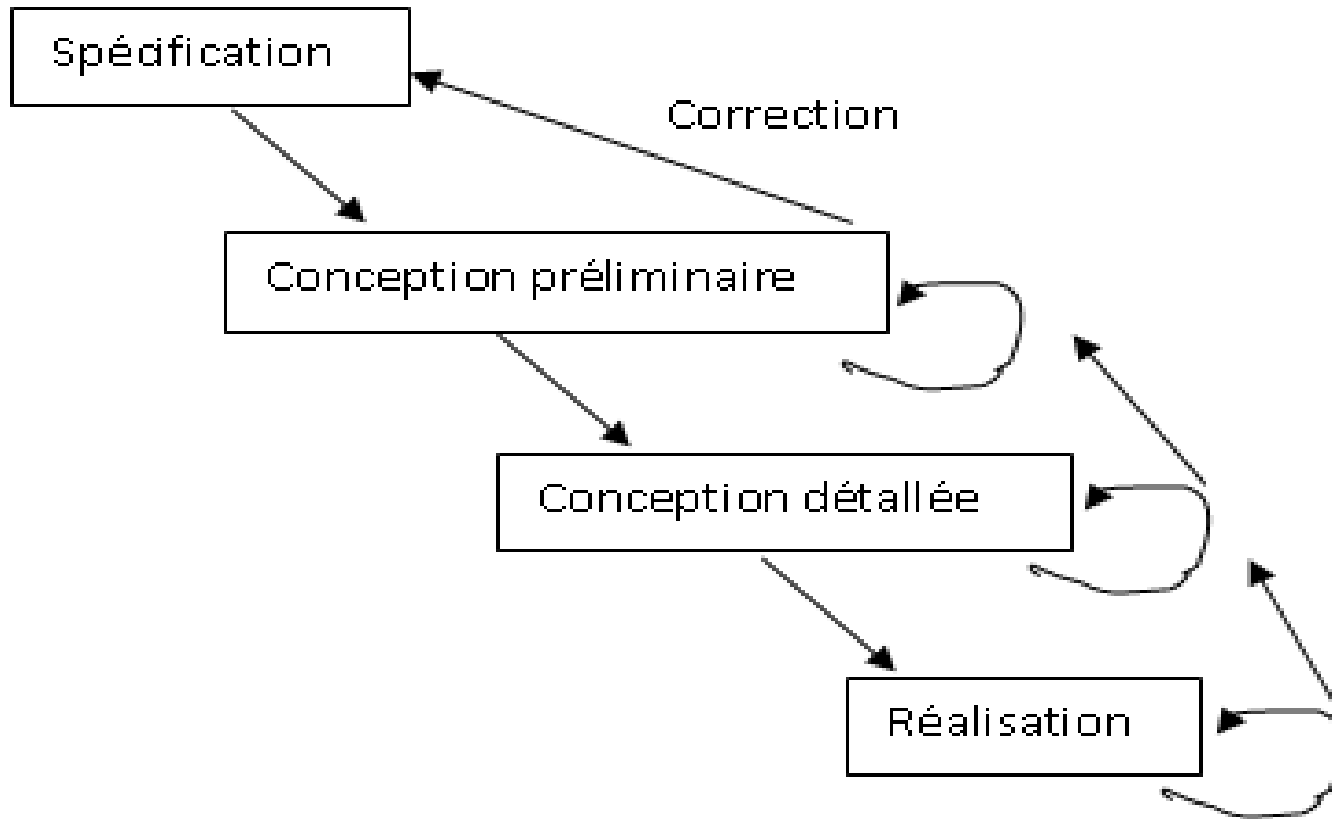 Spécification
Correction
Conception préliminaire
Conception détallée
Réalisation